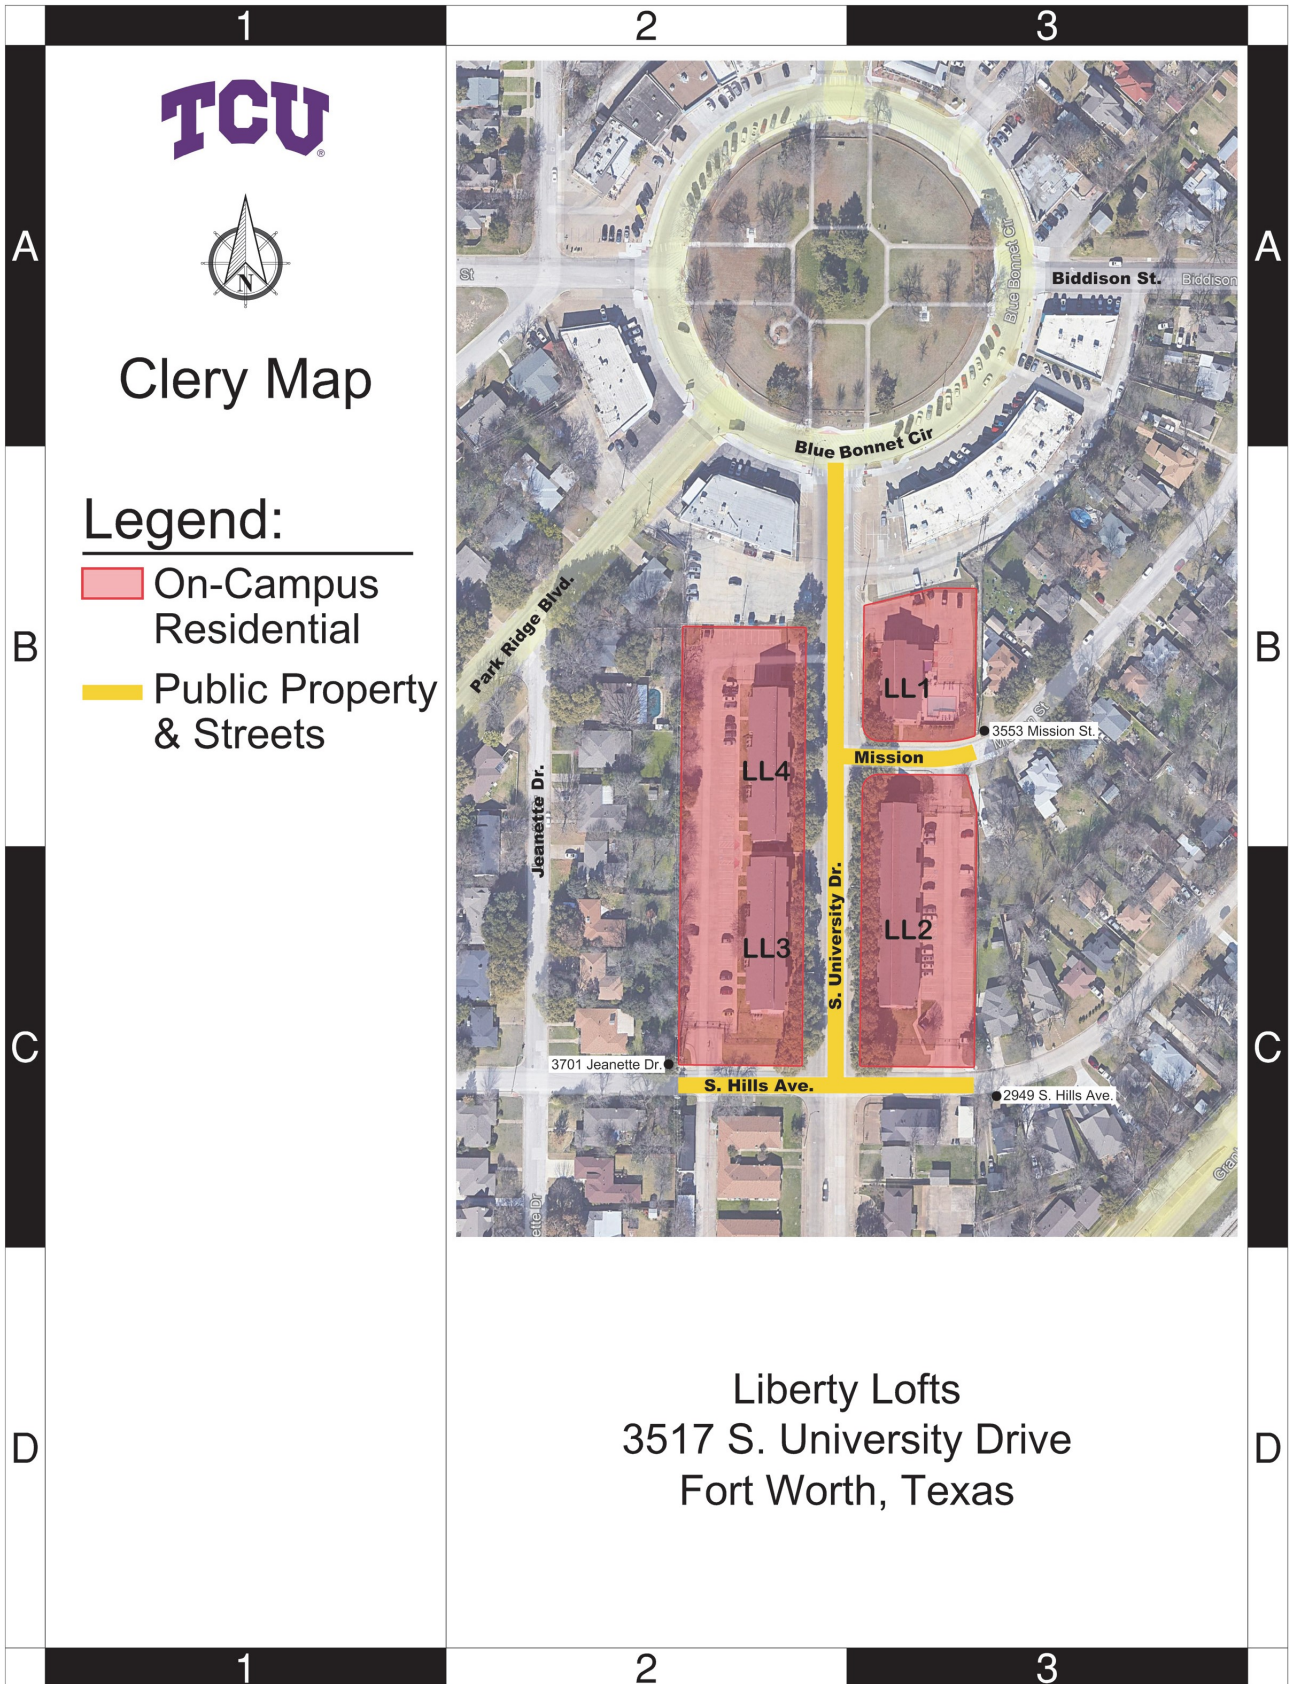 1
2
3
A
A
TCU
®
N
Clery Map
St
Blue Bonnet Cir
Biddison St.
Biddison
Blue Bonnet Cir
Legend:
On-Campus
Residential
Public Property
& Streets
B
B
Park Ridge Blvd.
LL1
3553 Mission St.
Mission
LL4
Jeanette Dr.
S. University Dr.
LL2
LL3
C
C
3701 Jeanette Dr.
S. Hills Ave.
2949 S. Hills Ave.
Liberty Lofts
3517 S. University Drive
Fort Worth, Texas
D
D
1
2
3